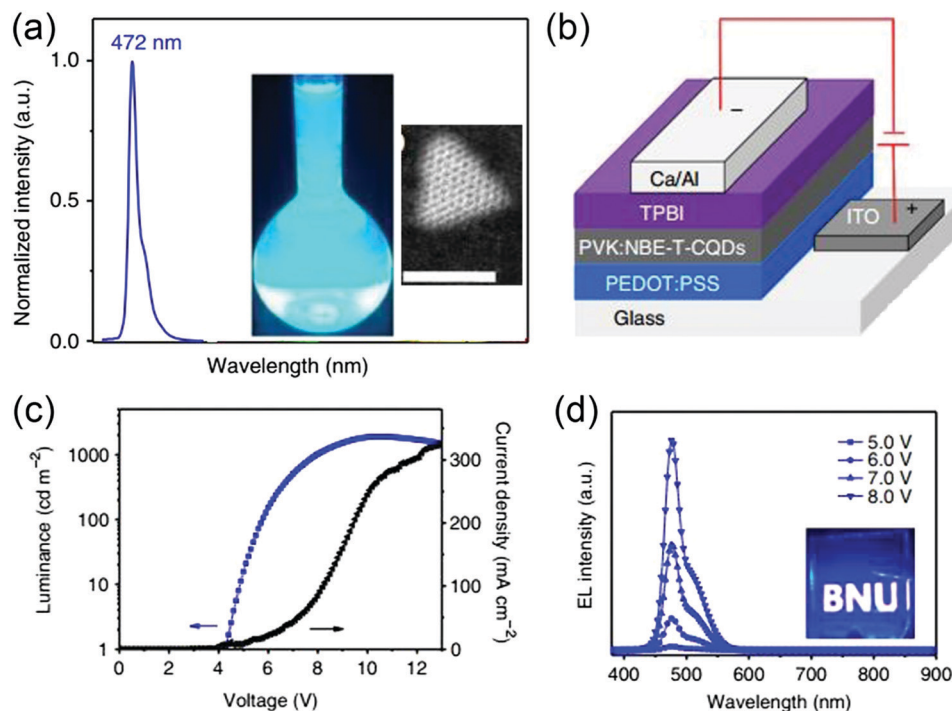 (a)
472 nm
1.0
0.5
0.0
Normalized intensity (a.u.)
Wavelength (nm)
(b)
−
Ca/Al
TPBI
PVK:NBE-T-CQDs
PEDOT:PSS
Glass
ITO
+
(c)
1000
100
10
1
Luminance (cd m⁻²)
0 2 4 6 8 10 12
Voltage (V)
300
200
100
0
Current density (mA cm⁻²)
(d)
EL intensity (a.u.)
5.0 V
6.0 V
7.0 V
8.0 V
BNU
400 500 600 700 800 900
Wavelength (nm)